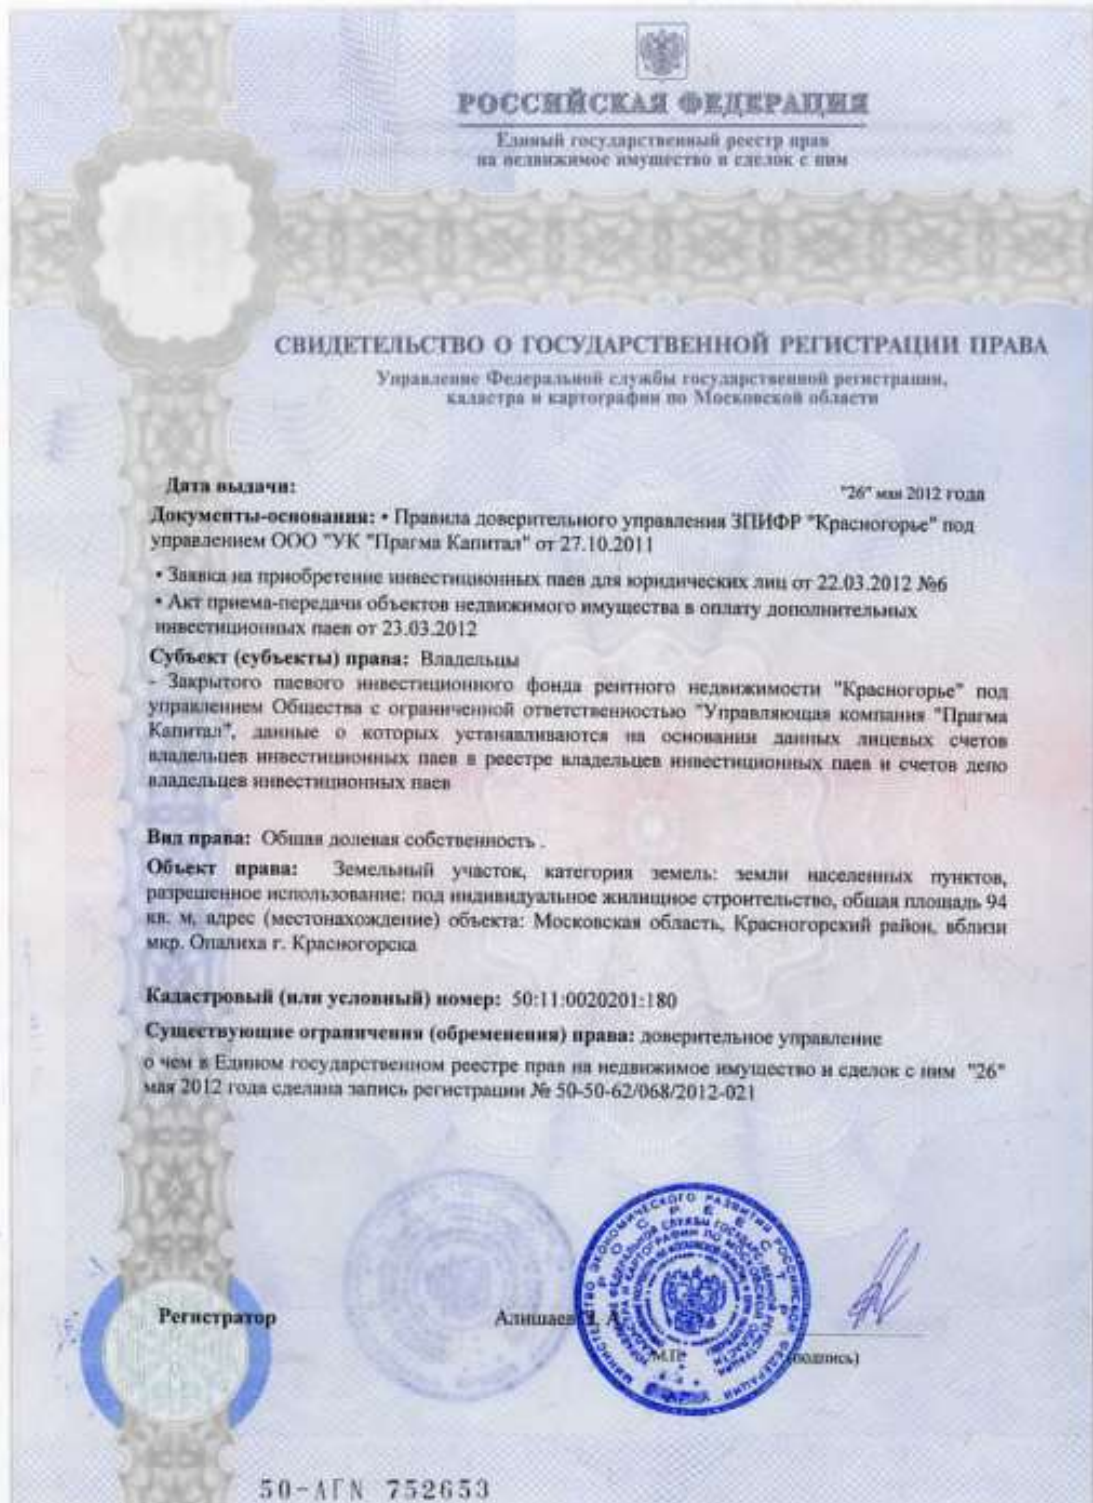 РОССИЙСКАЯ ФЕДЕРАЦИЯ
Единый государственный реестр прав
на недвижимое имущество и сделок с ним
СВИДЕТЕЛЬСТВО О ГОСУДАРСТВЕННОЙ РЕГИСТРАЦИИ ПРАВА
Управление Федеральной службы государственной регистрации,
кадастра и картографии по Московской области
Дата выдачи: "26" мая 2012 года
Документы-основания: • Правила доверительного управления ЗПИФР "Красногорье" под
управлением ООО "УК "Прагма Капитал" от 27.10.2011
• Заявка на приобретение инвестиционных паев для юридических лиц от 22.03.2012 №6
• Акт приема-передачи объектов недвижимого имущества в оплату дополнительных
инвестиционных паев от 23.03.2012
Субъект (субъекты) права: Владельцы
- Закрытого паевого инвестиционного фонда рентного недвижимости "Красногорье" под
управлением Общества с ограниченной ответственностью "Управляющая компания "Прагма
Капитал", данные о которых устанавливаются на основании данных лицевых счетов
владельцев инвестиционных паев в реестре владельцев инвестиционных паев и счетов депо
владельцев инвестиционных паев
Вид права: Общая долевая собственность .
Объект права: Земельный участок, категория земель: земли населенных пунктов,
разрешенное использование: под индивидуальное жилищное строительство, общая площадь 94
кв. м, адрес (местонахождение) объекта: Московская область, Красногорский район, вблизи
мкр. Опалиха г. Красногорска
Кадастровый (или условный) номер: 50:11:0020201:180
Существующие ограничения (обременения) права: доверительное управление
о чем в Едином государственном реестре прав на недвижимое имущество и сделок с ним "26"
мая 2012 года сделана запись регистрации № 50-50-62/068/2012-021
МИНИСТЕРСТВО ЭКОНОМИЧЕСКОГО РАЗВИТИЯ РОССИЙСКОЙ ФЕДЕРАЦИИ
РОСРЕЕСТР
Регистратор Алишаев А.
М.П. (подпись)
50-АГN 752653